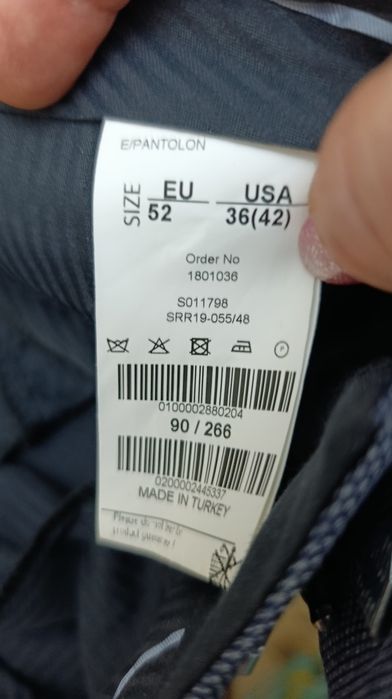 E/PANTOLON
SIZE EU USA
52 36(42)
Order No
1801036
S011798
SRR19-055/48
P
0100002880204
90 / 266
0200002445337
MADE IN TURKEY
Please